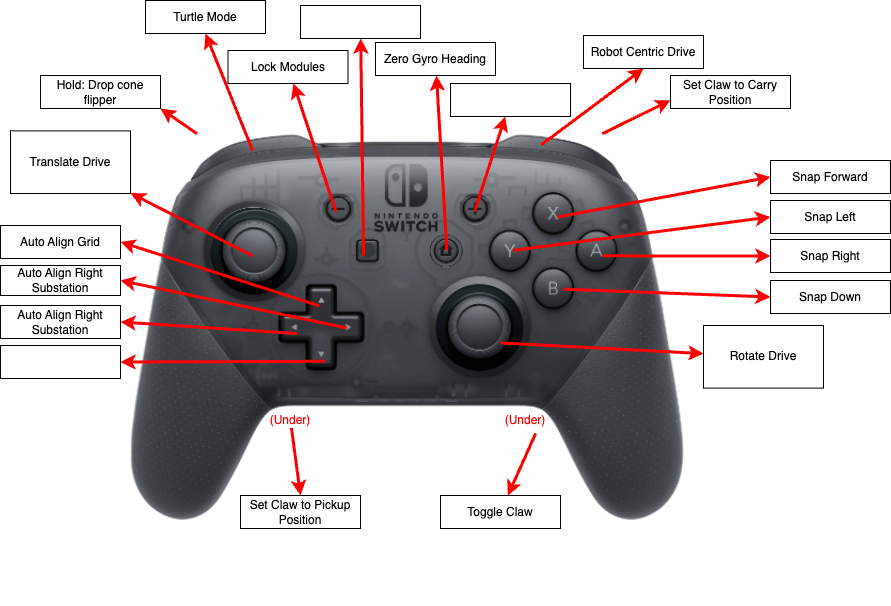 Turtle Mode
Lock Modules
Zero Gyro Heading
Robot Centric Drive
Hold: Drop cone
flipper
Set Claw to Carry
Position
Translate Drive
Snap Forward
Snap Left
Auto Align Grid
Snap Right
Auto Align Right
Substation
Snap Down
Auto Align Right
Substation
Rotate Drive
NINTENDO
SWITCH
X
Y
A
B
(Under)
(Under)
Set Claw to Pickup
Position
Toggle Claw